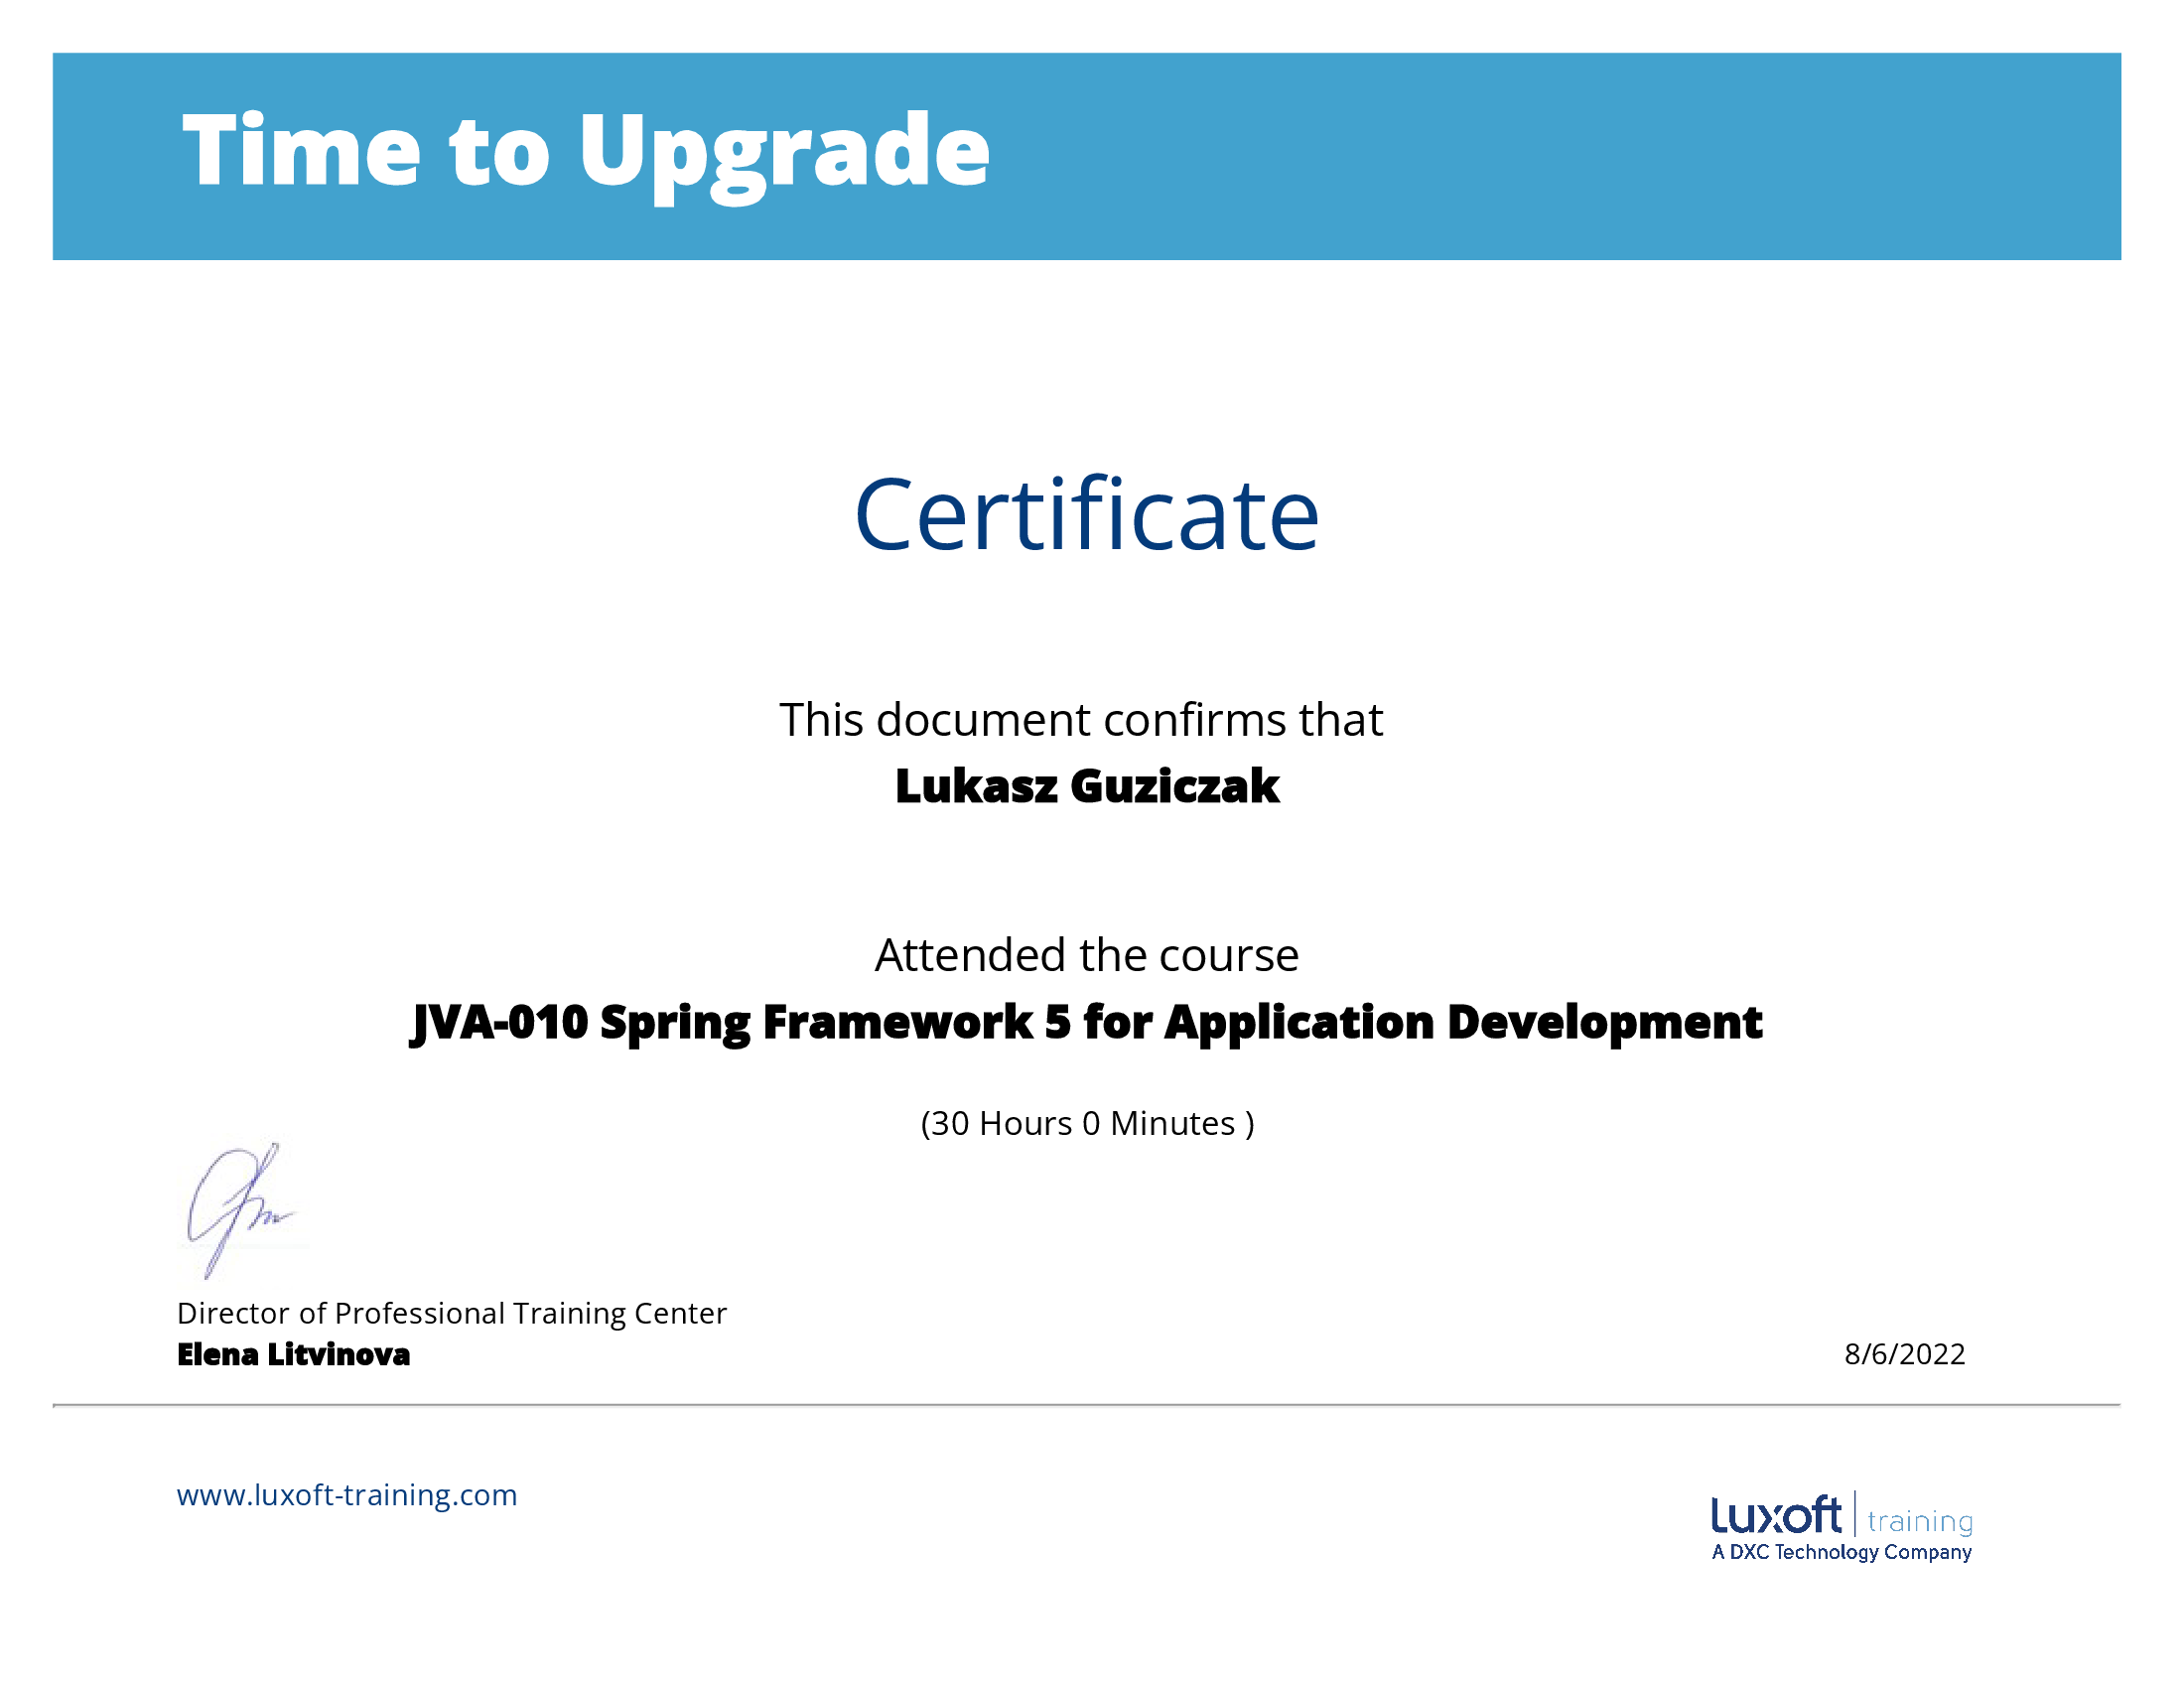 Time to Upgrade
Certificate
This document confirms that
Lukasz Guziczak
Attended the course
JVA-010 Spring Framework 5 for Application Development
(30 Hours 0 Minutes )
Director of Professional Training Center
Elena Litvinova
8/6/2022
www.luxoft-training.com
luxoft | training
A DXC Technology Company